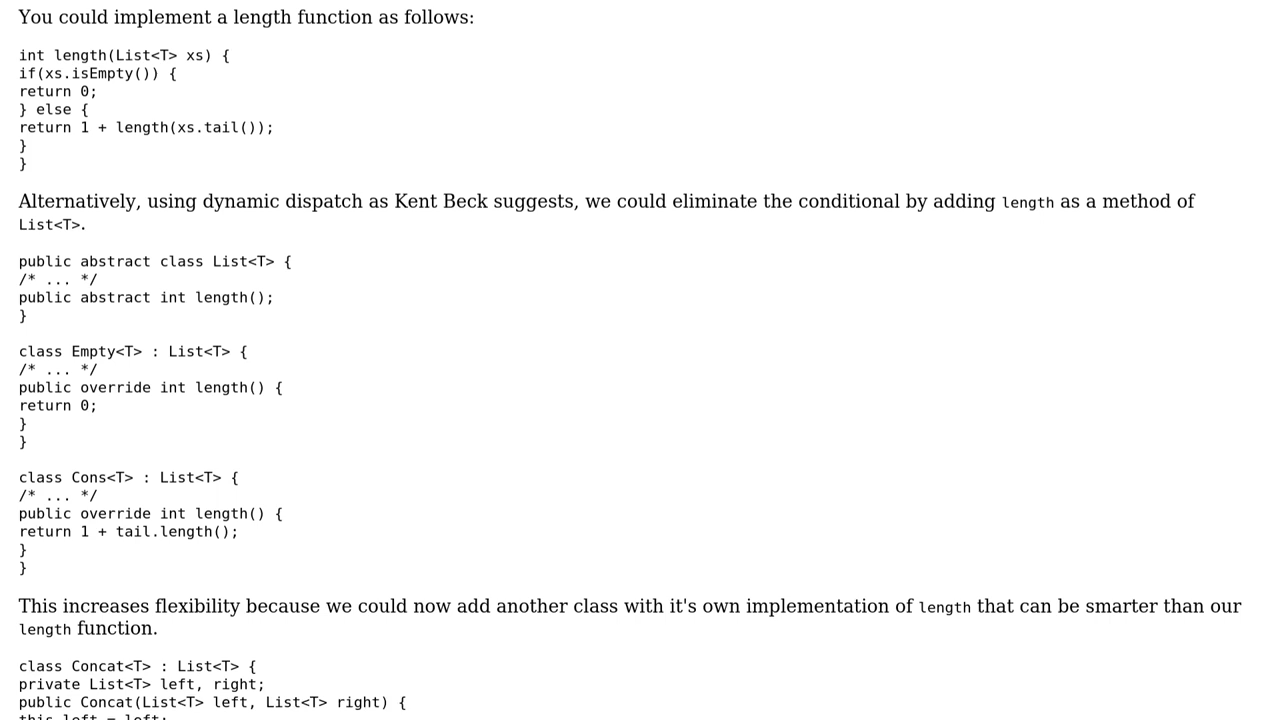 You could implement a length function as follows:
int length(List<T> xs) {
if(xs.isEmpty()) {
return 0;
} else {
return 1 + length(xs.tail());
}
}
Alternatively, using dynamic dispatch as Kent Beck suggests, we could eliminate the conditional by adding length as a method of
List<T>.
public abstract class List<T> {
/* ... */
public abstract int length();
}
class Empty<T> : List<T> {
/* ... */
public override int length() {
return 0;
}
}
class Cons<T> : List<T> {
/* ... */
public override int length() {
return 1 + tail.length();
}
}
This increases flexibility because we could now add another class with it's own implementation of length that can be smarter than our
length function.
class Concat<T> : List<T> {
private List<T> left, right;
public Concat(List<T> left, List<T> right) {
this.left = left;